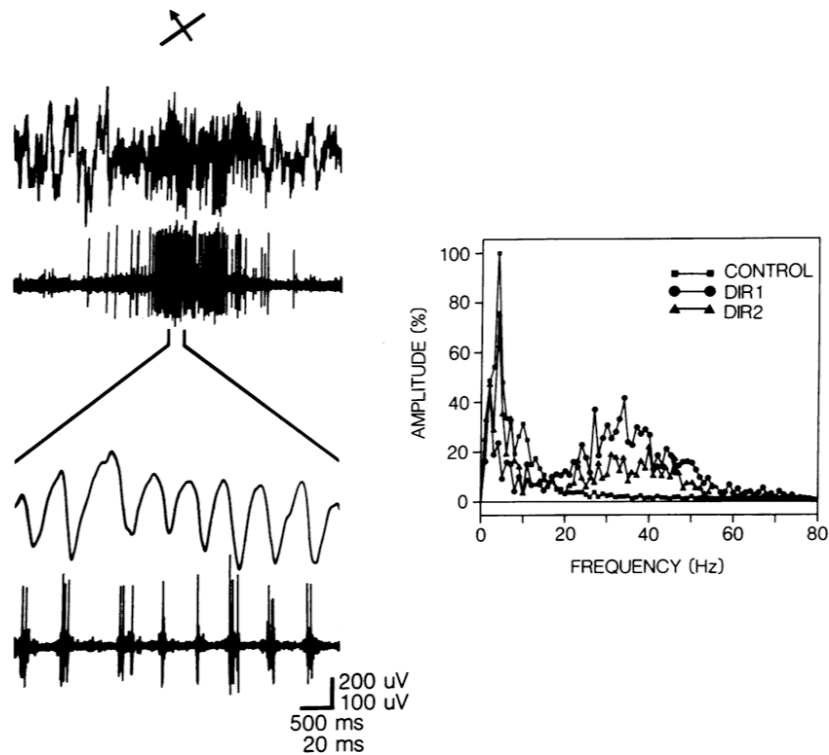 200 uV
100 uV
500 ms
20 ms
100
80
60
40
20
0
AMPLITUDE (%)
CONTROL
DIR1
DIR2
0 20 40 60 80
FREQUENCY (Hz)